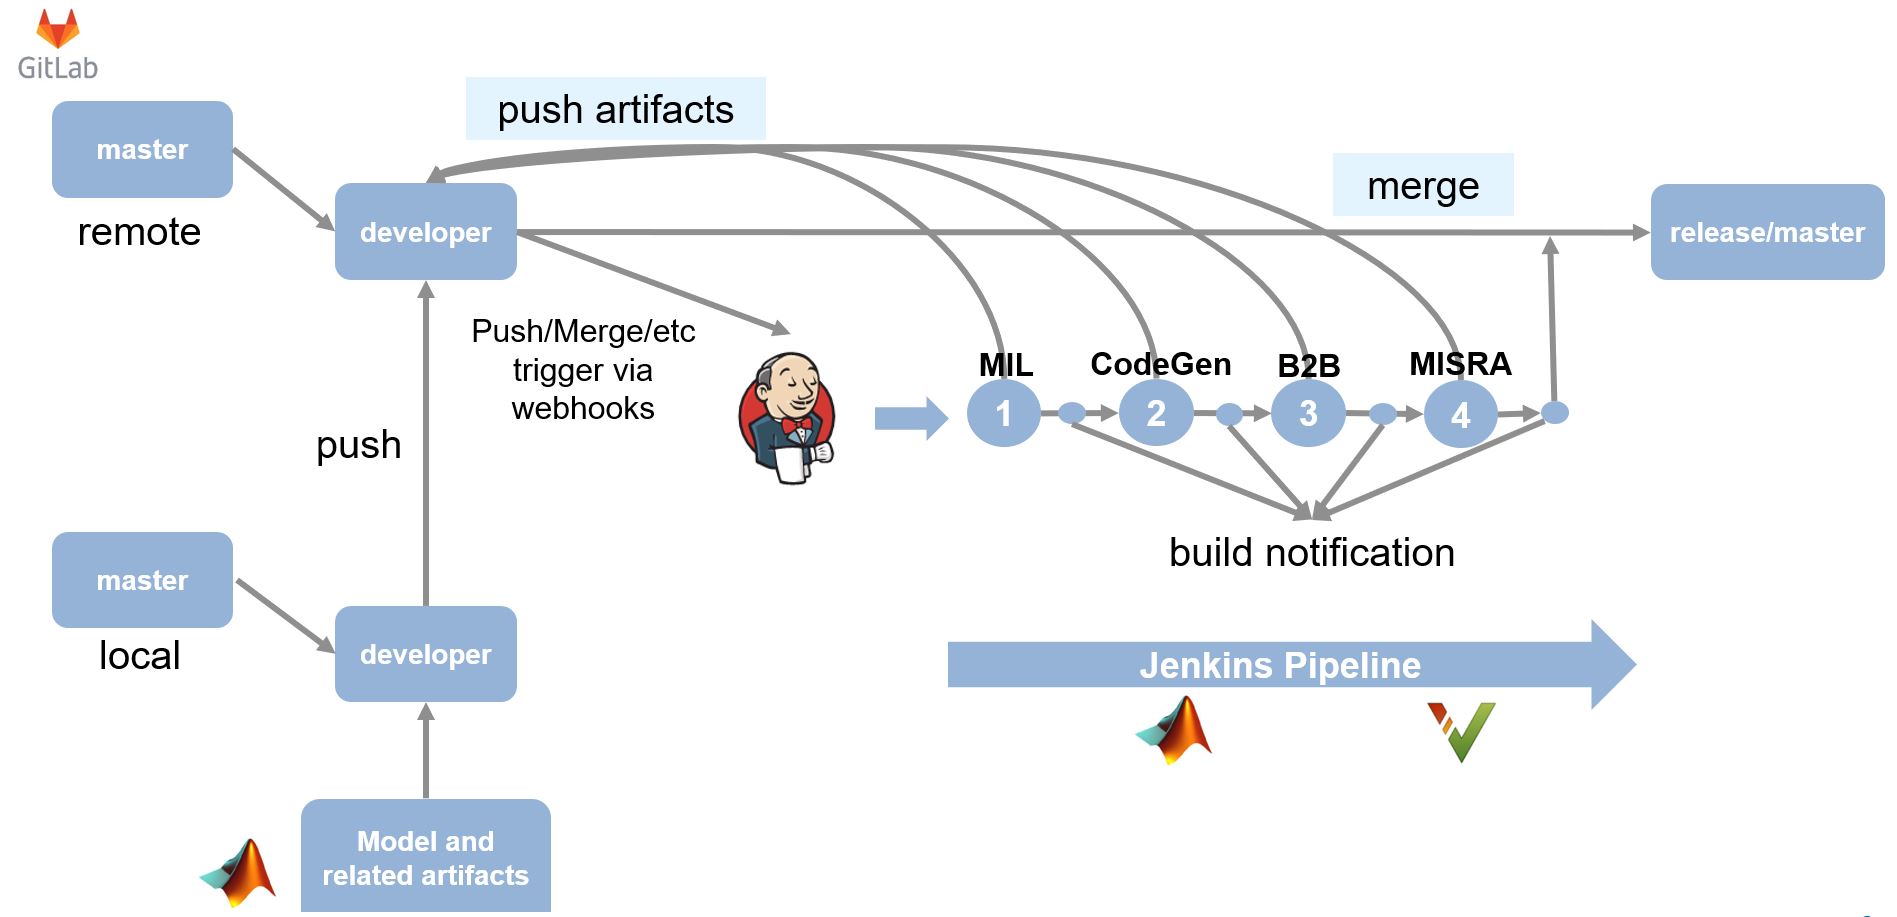 GitLab
push artifacts
master
merge
remote
developer
release/master
Push/Merge/etc
trigger via
webhooks
MIL
CodeGen
B2B
MISRA
1
2
3
4
push
build notification
master
local
developer
Jenkins Pipeline
Model and
related artifacts